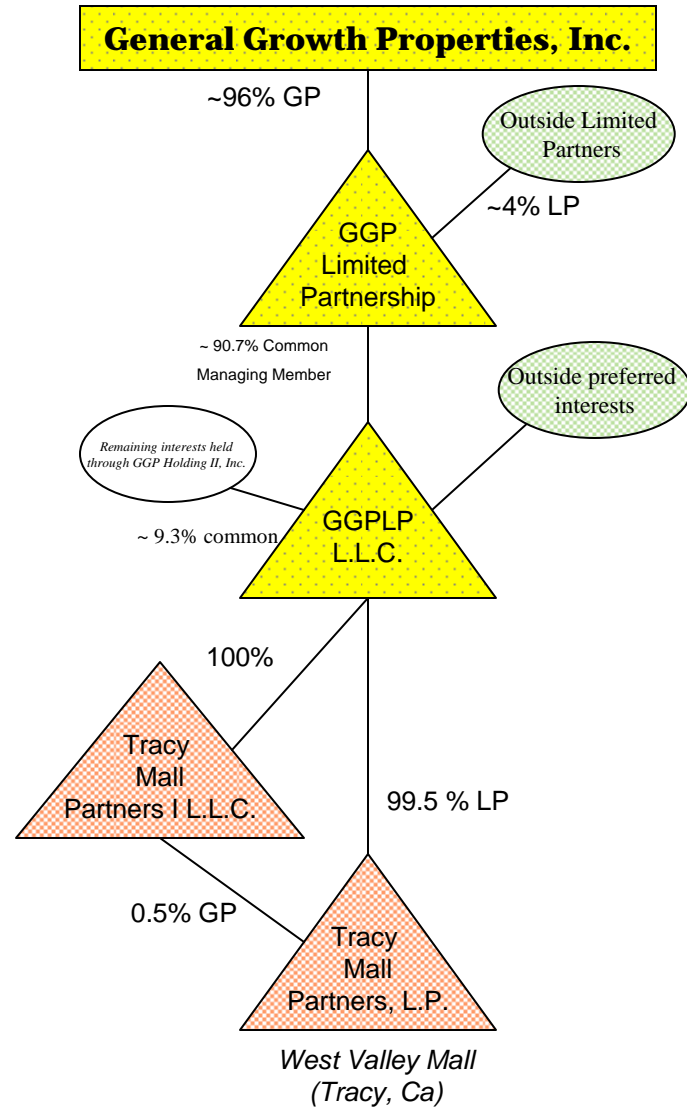 General Growth Properties, Inc.
~96% GP
Outside Limited
Partners
~4% LP
GGP
Limited
Partnership
~ 90.7% Common
Managing Member
Outside preferred
interests
Remaining interests held
through GGP Holding II, Inc.
~ 9.3% common
GGPLP
L.L.C.
100%
Tracy
Mall
Partners I L.L.C.
99.5 % LP
0.5% GP
Tracy
Mall
Partners, L.P.
West Valley Mall
(Tracy, Ca)